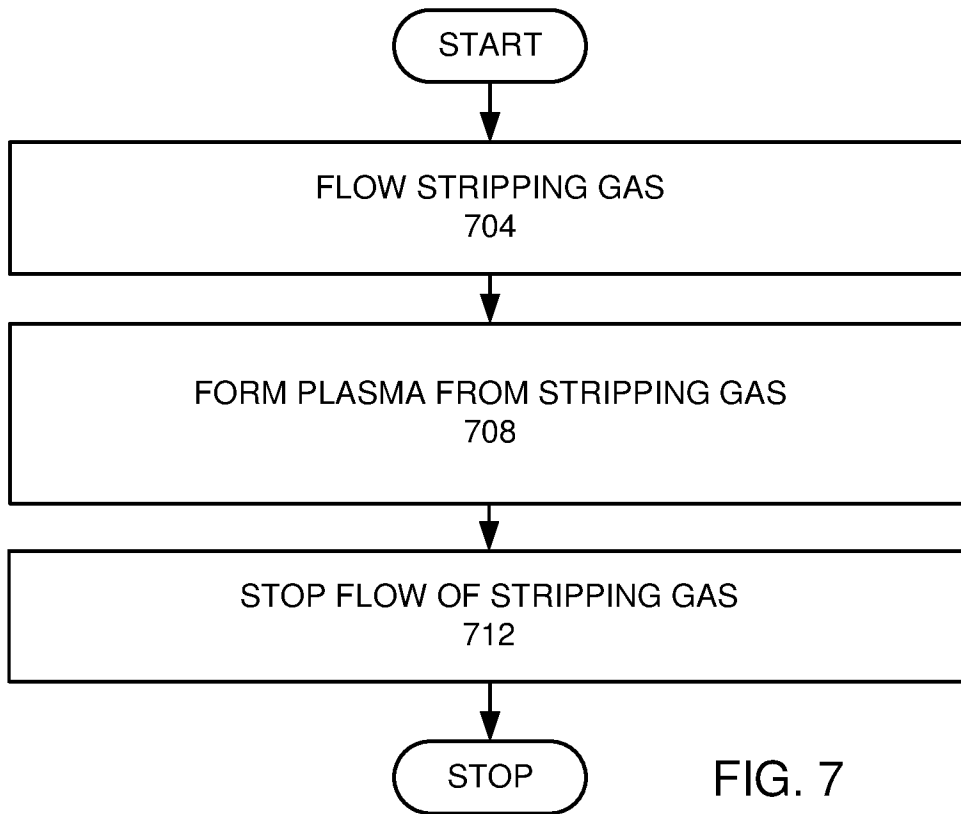 START
FLOW STRIPPING GAS
704
FORM PLASMA FROM STRIPPING GAS
708
STOP FLOW OF STRIPPING GAS
712
STOP
FIG. 7